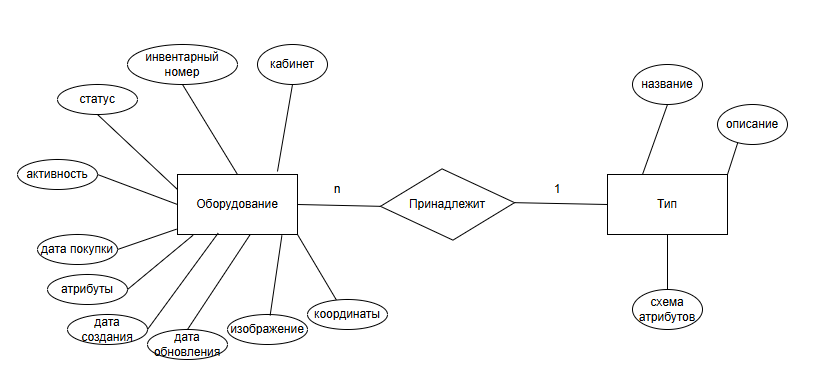 инвентарный
номер
кабинет
статус
название
описание
активность
Оборудование
n
Принадлежит
1
Тип
дата покупки
атрибуты
дата
создания
дата
обновления
изображение
координаты
схема
атрибутов